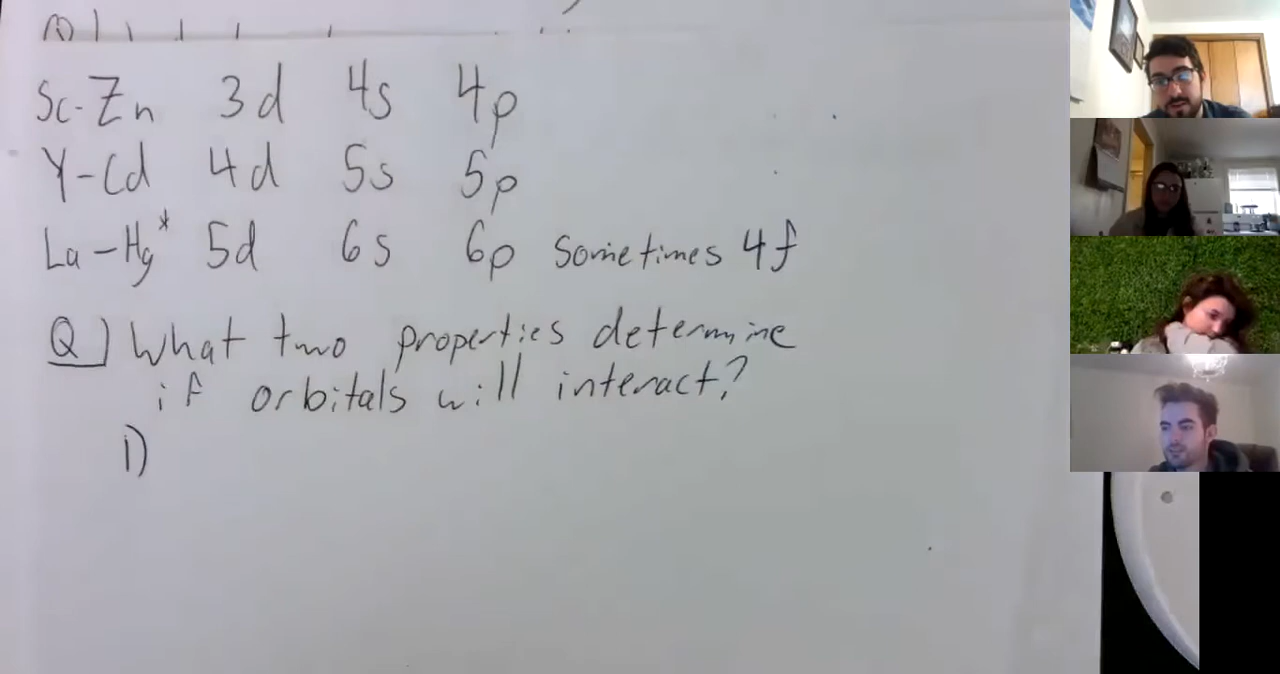 Sc-Zn 3d 4s 4p
Y-Cd 4d 5s 5p
La-Hg* 5d 6s 6p sometimes 4f
Q] What two properties determine
if orbitals will interact?
1)